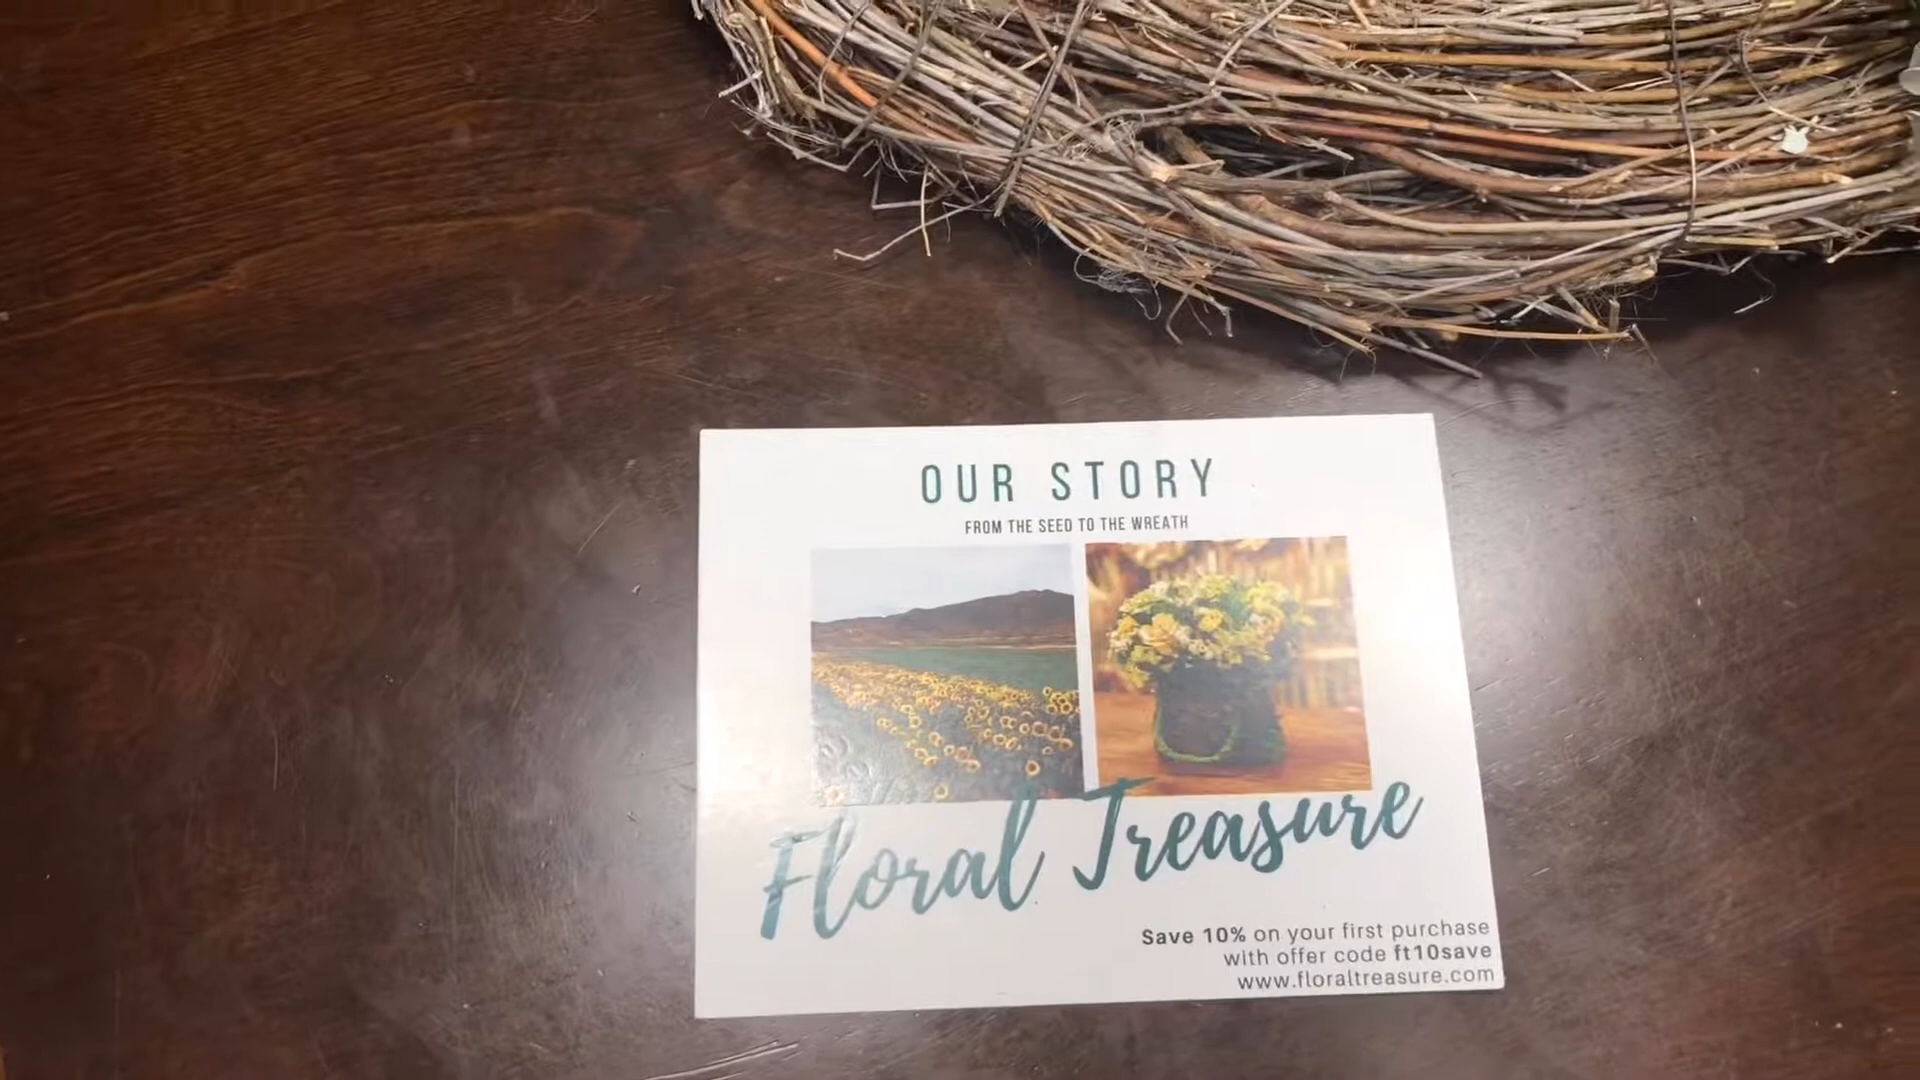 OUR STORY
FROM THE SEED TO THE WREATH
Floral Treasure
Save 10% on your first purchase
with offer code ft10save
www.floraltreasure.com